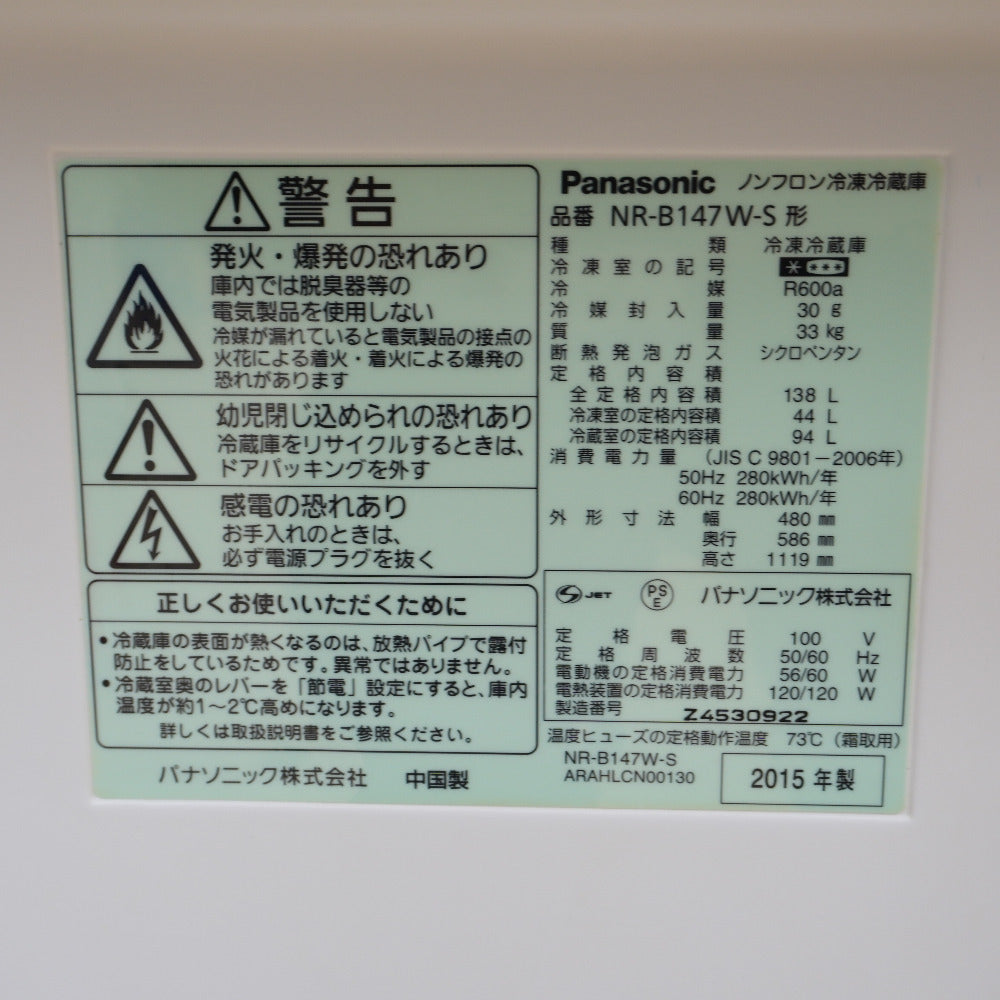 警告
発火・爆発の恐れあり
庫内では脱臭器等の
電気製品を使用しない
冷媒が漏れていると電気製品の接点の
火花による着火・着火による爆発の
恐れがあります
幼児閉じ込められの恐れあり
冷蔵庫をリサイクルするときは、
ドアパッキングを外す
感電の恐れあり
お手入れのときは、
必ず電源プラグを抜く
正しくお使いいただくために
・冷蔵庫の表面が熱くなるのは、放熱パイプで露付
防止をしているためです。異常ではありません。
・冷蔵室奥のレバーを「節電」設定にすると、庫内
温度が約1～2℃高めになります。
詳しくは取扱説明書をご参照ください。
パナソニック株式会社 中国製
Panasonic ノンフロン冷凍冷蔵庫
品番 NR-B147W-S 形
種類 冷凍冷蔵庫
冷凍室の記号 * ***
冷媒 R600a
冷媒封入量 30 g
質量 33 kg
断熱発泡ガス シクロペンタン
定格内容積
全定格内容積 138 L
冷凍室の定格内容積 44 L
冷蔵室の定格内容積 94 L
消費電力量 (JIS C 9801－2006年)
50Hz 280kWh/年
60Hz 280kWh/年
外形寸法 幅 480 mm
奥行 586 mm
高さ 1119 mm
S JET PS E パナソニック株式会社
定格電圧 100 V
定格周波数 50/60 Hz
電動機の定格消費電力 56/60 W
電熱装置の定格消費電力 120/120 W
製造番号 Z4530922
温度ヒューズの定格動作温度 73℃（霜取用）
NR-B147W-S
ARAHLCN00130
2015 年製